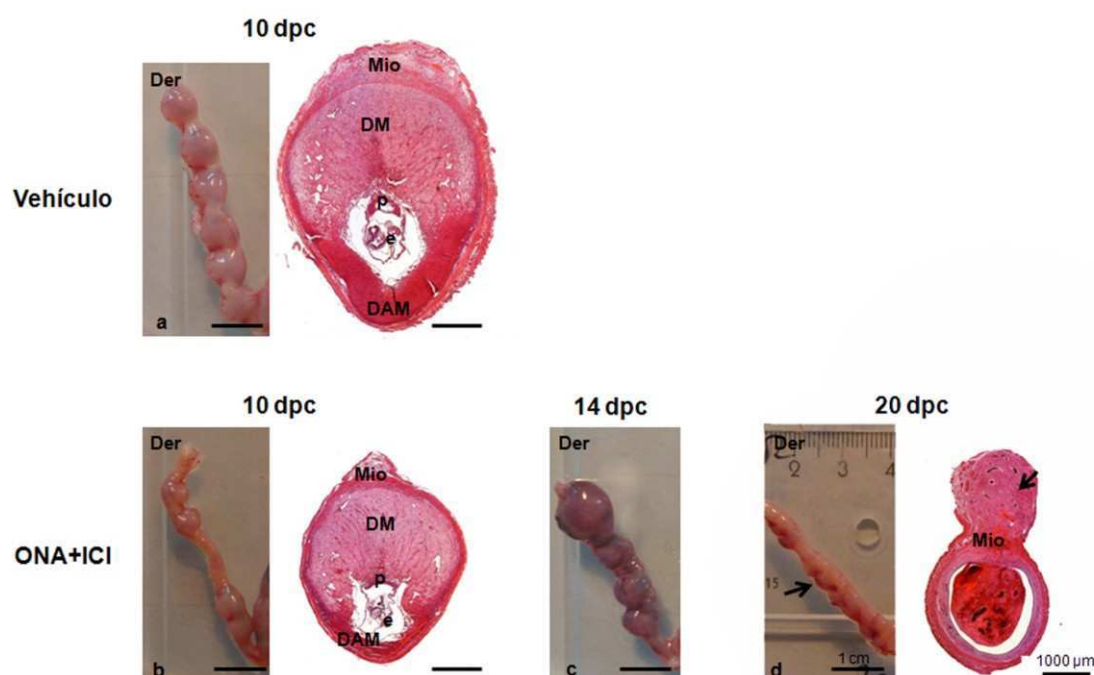 10 dpc
Vehículo
Der
a
Mio
DM
p
e
DAM
10 dpc
14 dpc
20 dpc
ONA+ICI
Der
b
Mio
DM
p
e
DAM
Der
c
Der
2 3 4
15
1 cm
d
Mio
1000 µm